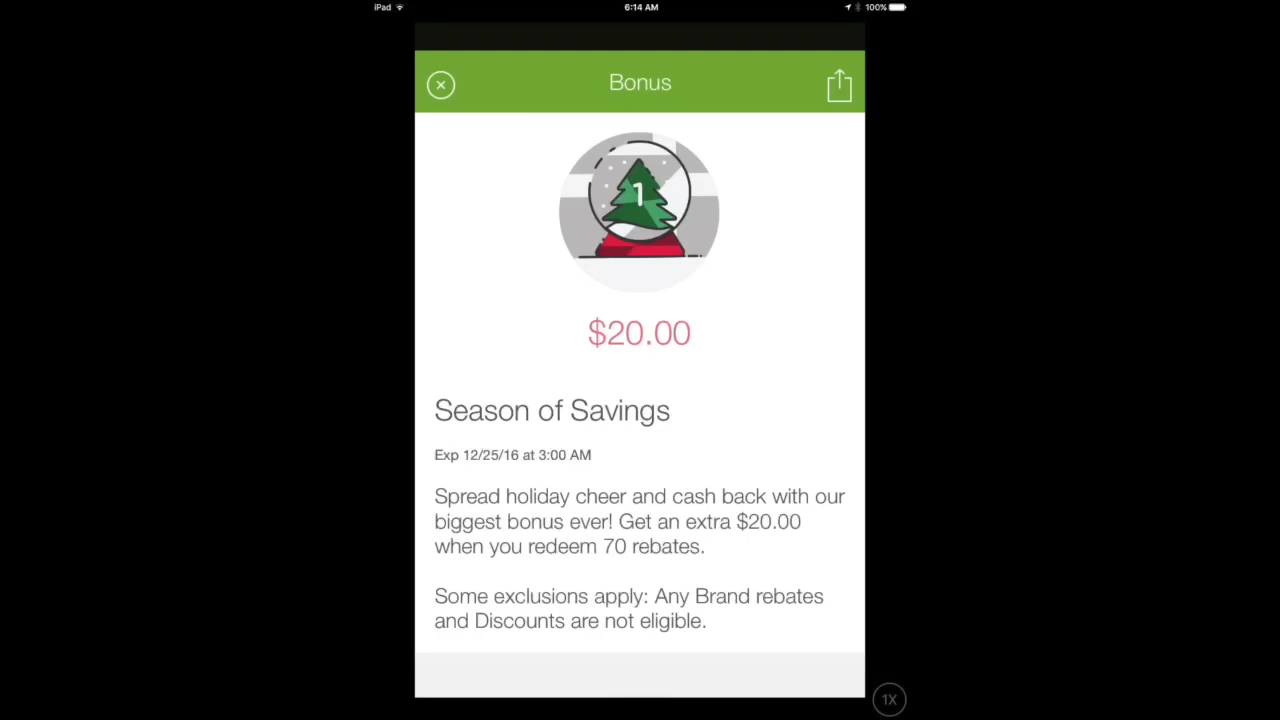 iPad 6:14 AM 100%
Bonus
1
$20.00
Season of Savings
Exp 12/25/16 at 3:00 AM
Spread holiday cheer and cash back with our
biggest bonus ever! Get an extra $20.00
when you redeem 70 rebates.
Some exclusions apply: Any Brand rebates
and Discounts are not eligible.
1X